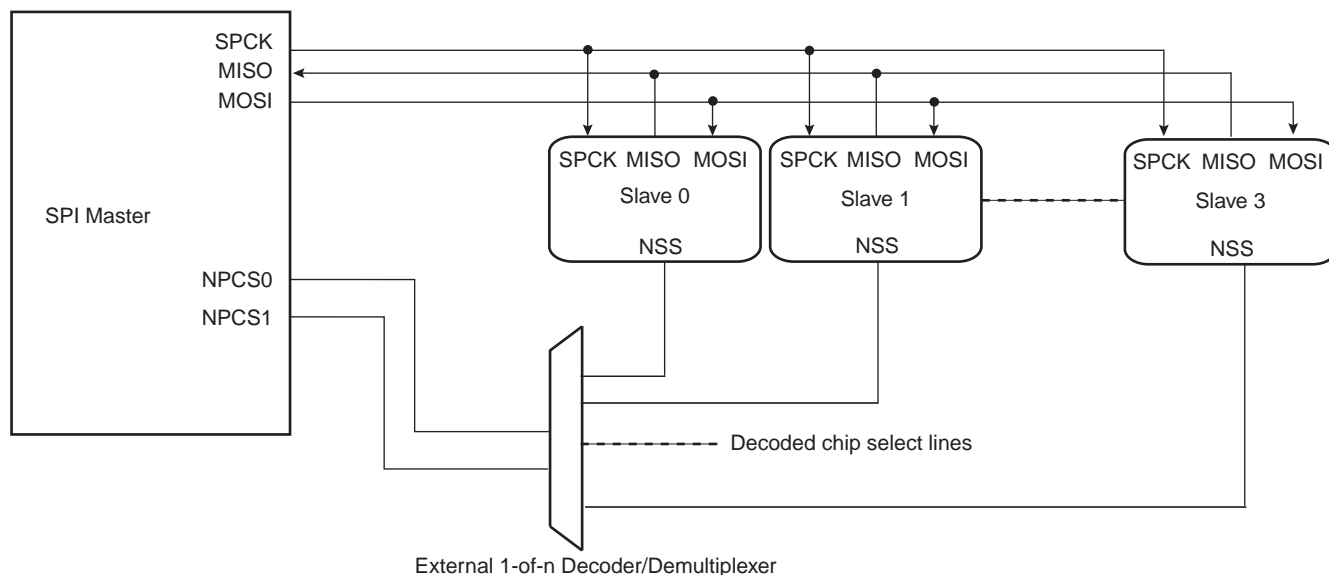 SPCK
MISO
MOSI
SPI Master
NPCS0
NPCS1
SPCK MISO MOSI
Slave 0
NSS
SPCK MISO MOSI
Slave 1
NSS
SPCK MISO MOSI
Slave 3
NSS
Decoded chip select lines
External 1-of-n Decoder/Demultiplexer